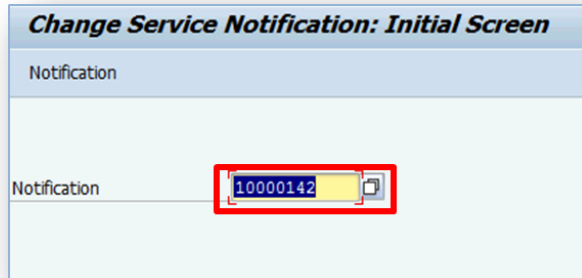 Change Service Notification: Initial Screen
Notification
Notification 10000142